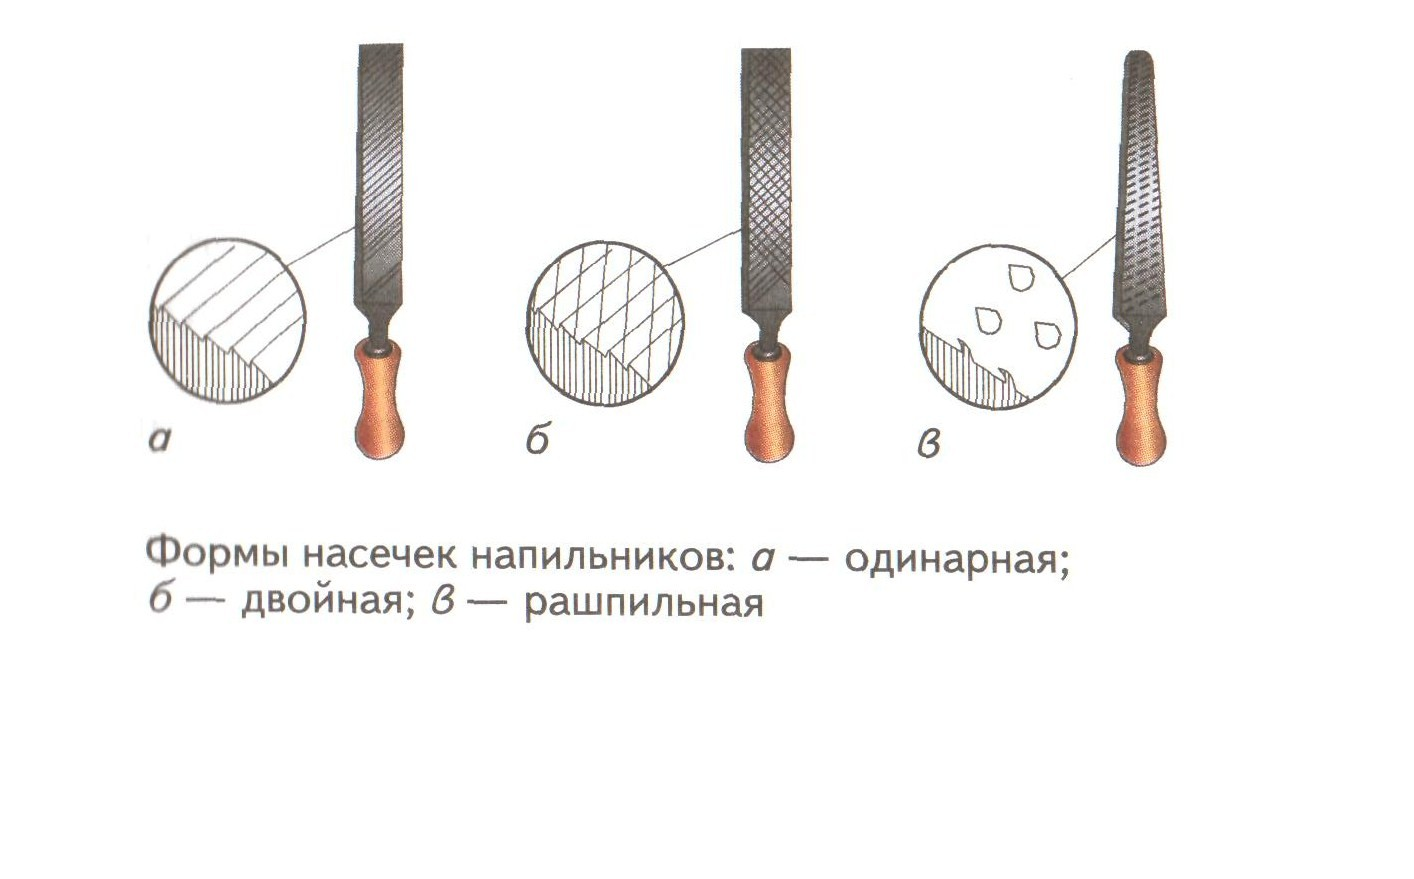 а
б
в
Формы насечек напильников: а — одинарная;
б — двойная; в — рашпильная